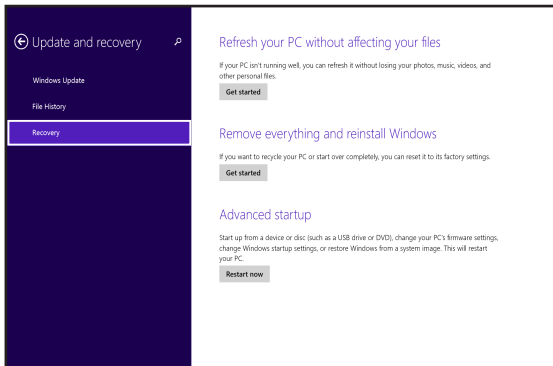 Update and recovery
Windows Update
File History
Recovery
Refresh your PC without affecting your files
If your PC isn't running well, you can refresh it without losing your photos, music, videos, and
other personal files.
Get started
Remove everything and reinstall Windows
If you want to recycle your PC or start over completely, you can reset it to its factory settings.
Get started
Advanced startup
Start up from a device or disc (such as a USB drive or DVD), change your PC's firmware settings,
change Windows startup settings, or restore Windows from a system image. This will restart
your PC.
Restart now